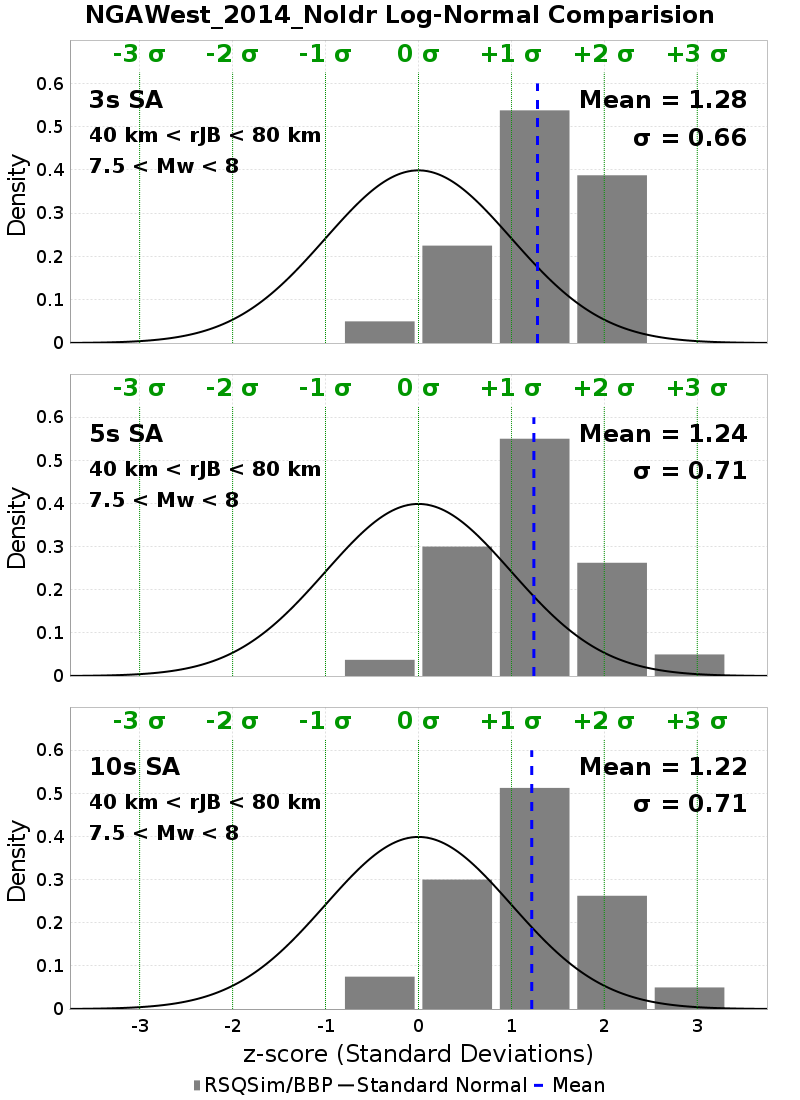 NGAWest_2014_NoIdr Log-Normal Comparision
-3 σ -2 σ -1 σ 0 σ +1 σ +2 σ +3 σ
3s SA
40 km < rJB < 80 km
7.5 < Mw < 8
Mean = 1.28
σ = 0.66
Density
0.6
0.5
0.4
0.3
0.2
0.1
0
-3 σ -2 σ -1 σ 0 σ +1 σ +2 σ +3 σ
5s SA
40 km < rJB < 80 km
7.5 < Mw < 8
Mean = 1.24
σ = 0.71
Density
0.6
0.5
0.4
0.3
0.2
0.1
0
-3 σ -2 σ -1 σ 0 σ +1 σ +2 σ +3 σ
10s SA
40 km < rJB < 80 km
7.5 < Mw < 8
Mean = 1.22
σ = 0.71
Density
0.6
0.5
0.4
0.3
0.2
0.1
0
-3 -2 -1 0 1 2 3
z-score (Standard Deviations)
RSQSim/BBP Standard Normal Mean